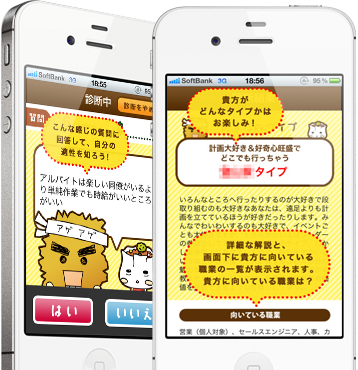 SoftBank 3G 18:55
診断中
診断をやめ
質問
こんな感じの質問に
回答して、自分の
適性を知ろう!
アルバイトは楽しい同僚がいるよ
り単純作業でも時給がいいところ
がいい
アゲアゲ
はい
いいえ
SoftBank 3G 18:56 95%
貴方が
どんなタイプかは
お楽しみ!
タイプ
計画大好き&好奇心旺盛で
どこでも行っちゃう
タイプ
いろんなところへ行ったりするのが大好きで段
取り組むのも大好きなあなたは、遠足よりも計
画を立てているほうが好きだったりします。み
んなでわいわいするのも大好きで、イベントご
詳細な解説と、
画面下に貴方に向いている
職業の一覧が表示されます。
貴方に向いている職業は?
向いている職業
営業(個人対象)、セールスエンジニア、人事、カ